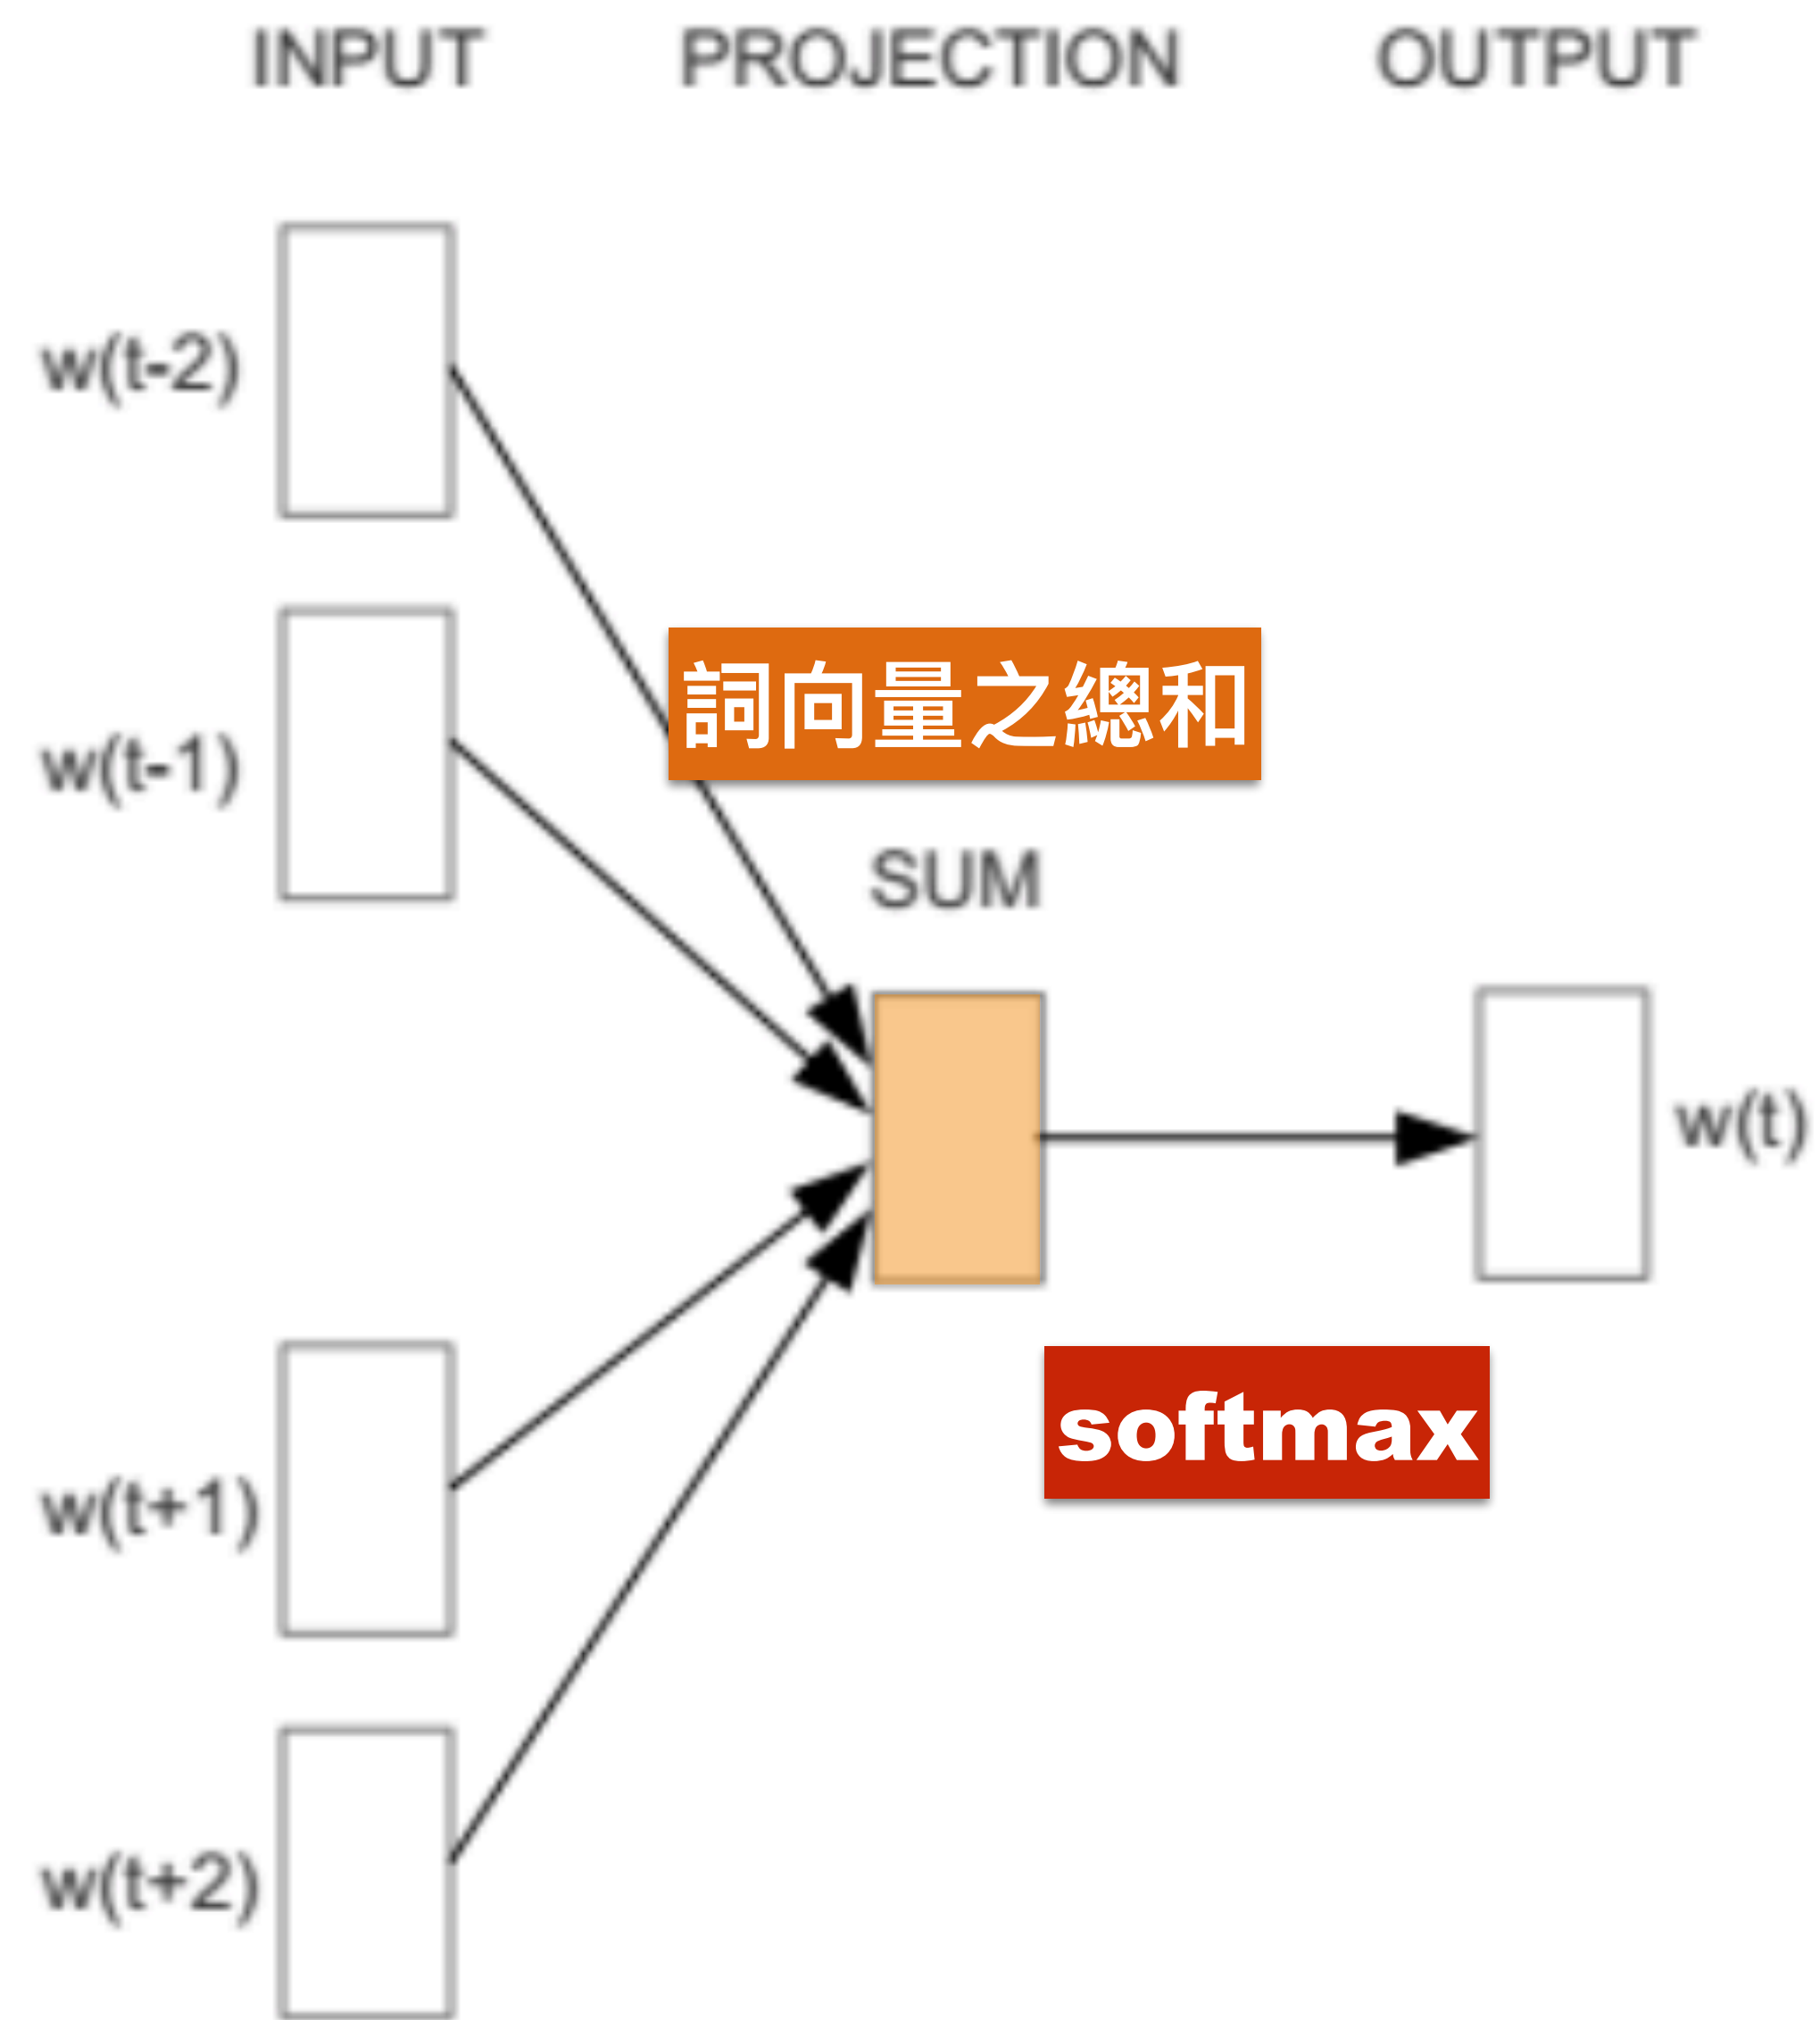 INPUT PROJECTION OUTPUT
w(t-2)
詞向量之總和
w(t-1)
SUM
w(t)
softmax
w(t+1)
w(t+2)